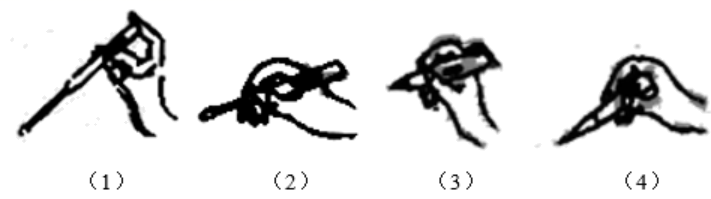 （1） （2） （3） （4）